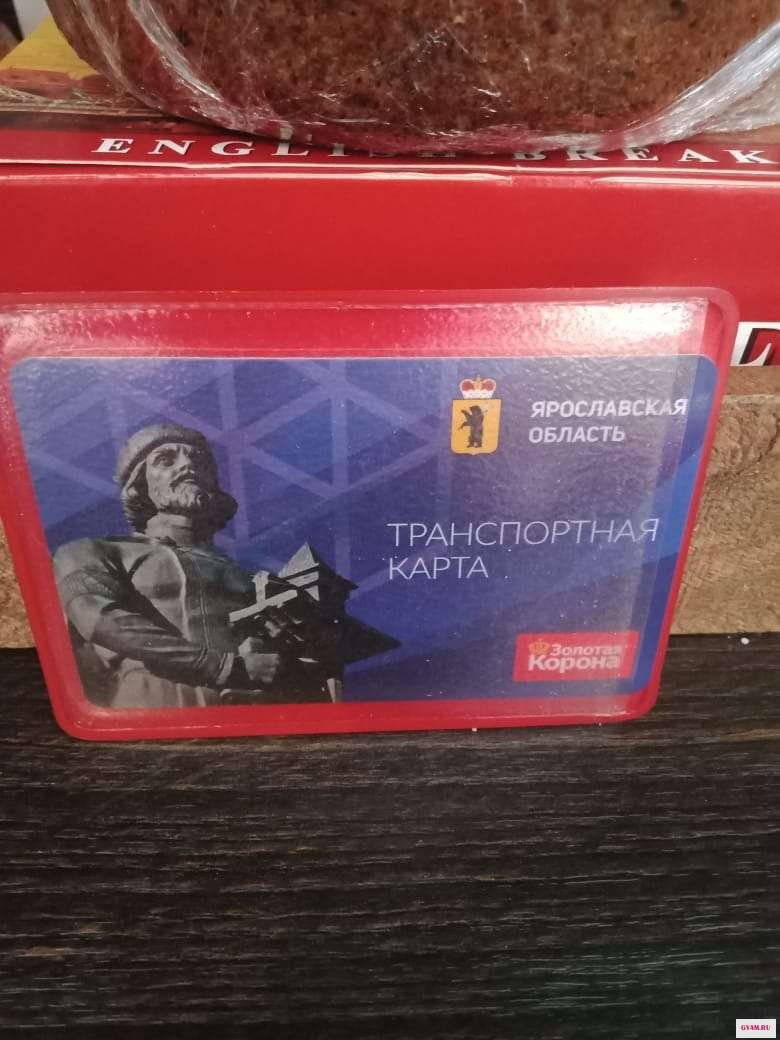 ENGLISH BREAK
ЯРОСЛАВСКАЯ
ОБЛАСТЬ
ТРАНСПОРТНАЯ
КАРТА
Золотая
Корона
GYAM.RU